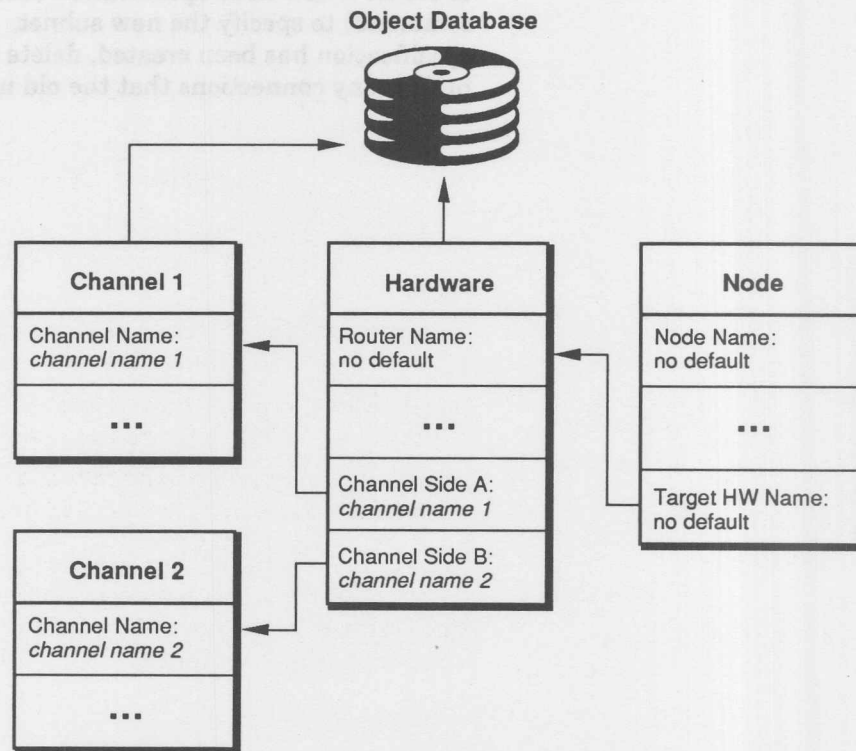 Object Database
Channel 1
Channel Name:
channel name 1
...
Channel 2
Channel Name:
channel name 2
...
Hardware
Router Name:
no default
...
Channel Side A:
channel name 1
Channel Side B:
channel name 2
Node
Node Name:
no default
...
Target HW Name:
no default